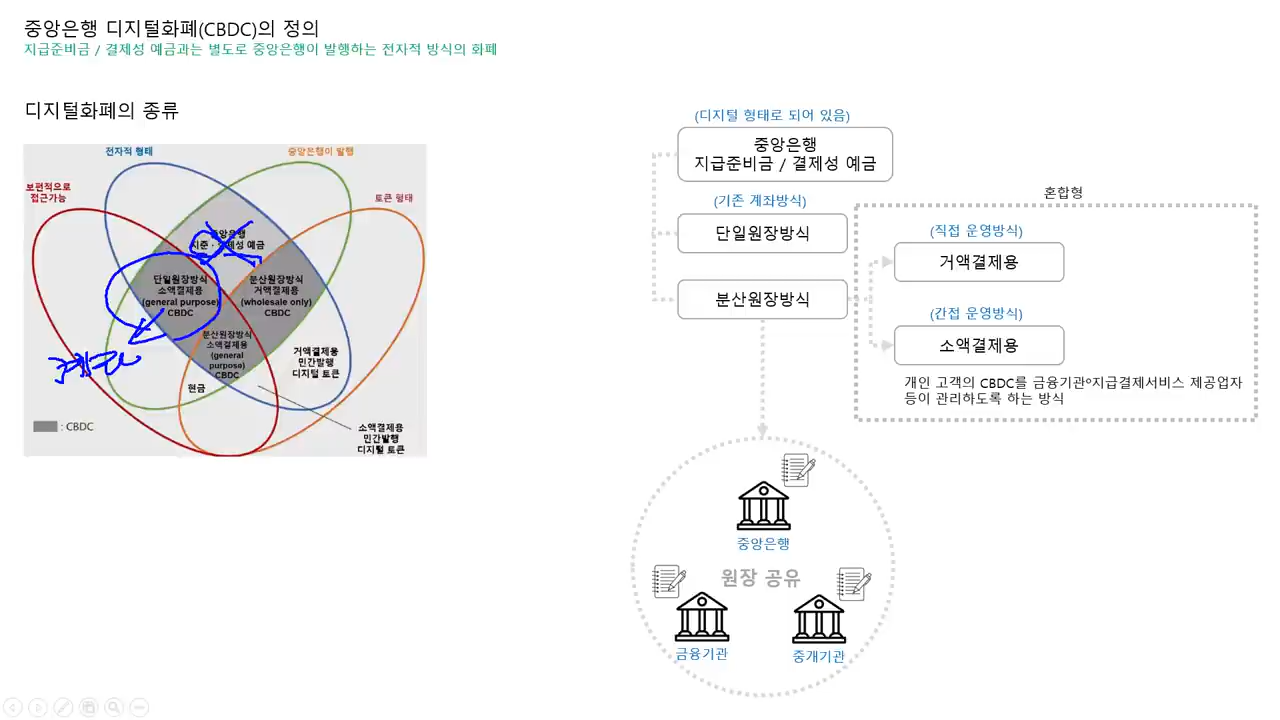 중앙은행 디지털화폐(CBDC)의 정의
지급준비금 / 결제성 예금과는 별도로 중앙은행이 발행하는 전자적 방식의 화폐
디지털화폐의 종류
전자적 형태
중앙은행이 발행
보편적으로
접근가능
토큰 형태
중앙은행
지준·결제성 예금
단일원장방식
소액결제용
(general purpose)
CBDC
분산원장방식
거액결제용
(wholesale only)
CBDC
분산원장방식
소액결제용
(general
purpose)
CBDC
거액결제용
민간발행
디지털 토큰
현금
소액결제용
민간발행
디지털 토큰
: CBDC
(디지털 형태로 되어 있음)
중앙은행
지급준비금 / 결제성 예금
(기존 계좌방식)
단일원장방식
분산원장방식
혼합형
(직접 운영방식)
거액결제용
(간접 운영방식)
소액결제용
개인 고객의 CBDC를 금융기관º지급결제서비스 제공업자
등이 관리하도록 하는 방식
중앙은행
원장 공유
금융기관
중개기관